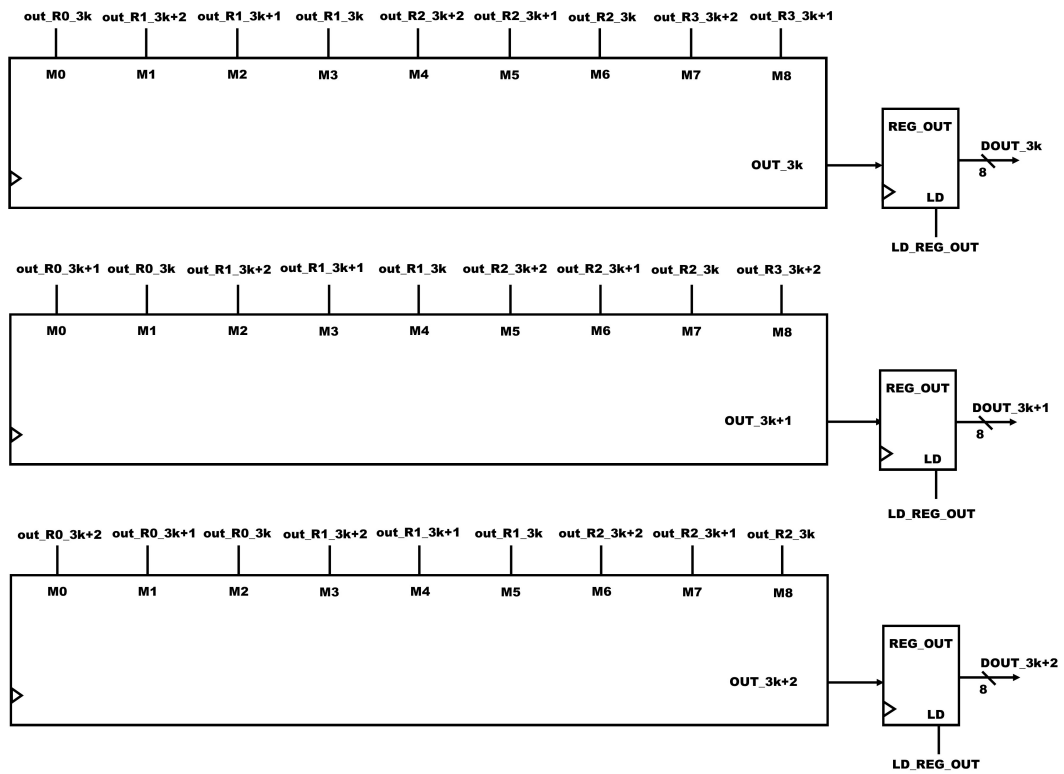 out_R0_3k out_R1_3k+2 out_R1_3k+1 out_R1_3k out_R2_3k+2 out_R2_3k+1 out_R2_3k out_R3_3k+2 out_R3_3k+1
M0 M1 M2 M3 M4 M5 M6 M7 M8
OUT_3k
REG_OUT
LD
LD_REG_OUT
DOUT_3k
8
out_R0_3k+1 out_R0_3k out_R1_3k+2 out_R1_3k+1 out_R1_3k out_R2_3k+2 out_R2_3k+1 out_R2_3k out_R3_3k+2
M0 M1 M2 M3 M4 M5 M6 M7 M8
OUT_3k+1
REG_OUT
LD
LD_REG_OUT
DOUT_3k+1
8
out_R0_3k+2 out_R0_3k+1 out_R0_3k out_R1_3k+2 out_R1_3k+1 out_R1_3k out_R2_3k+2 out_R2_3k+1 out_R2_3k
M0 M1 M2 M3 M4 M5 M6 M7 M8
OUT_3k+2
REG_OUT
LD
LD_REG_OUT
DOUT_3k+2
8